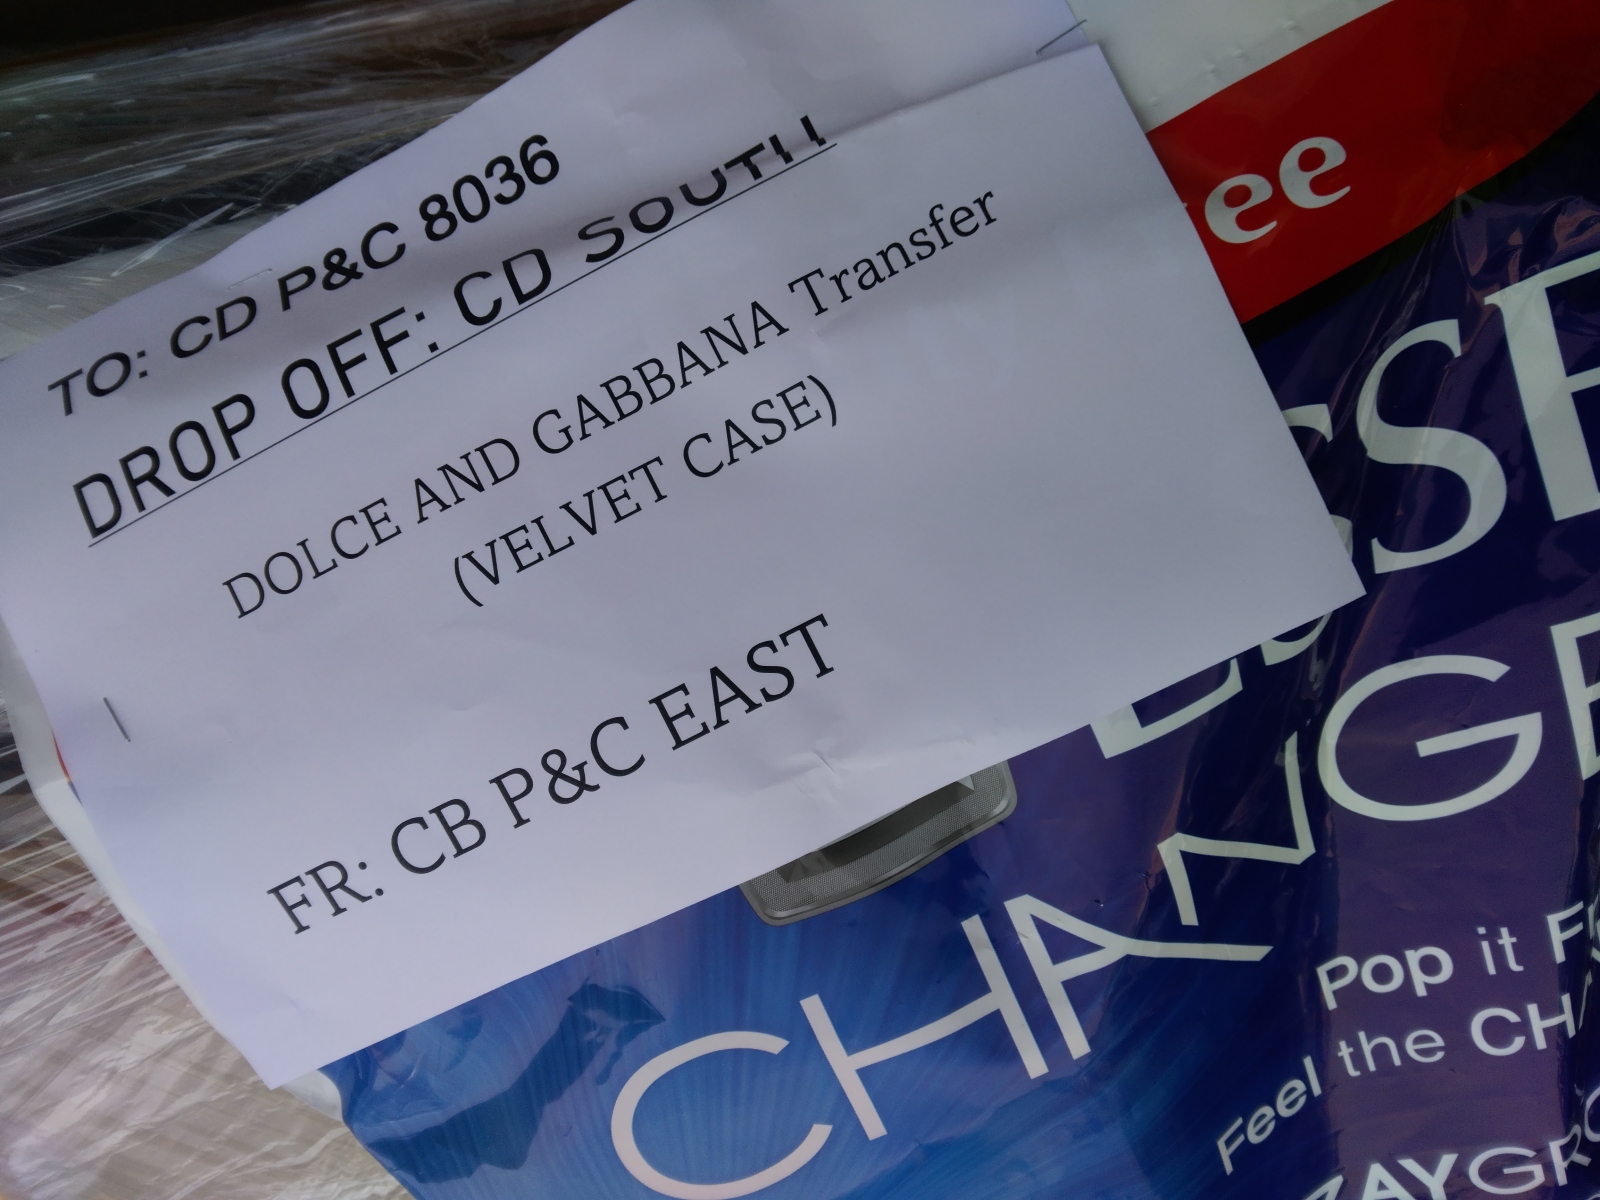 TO: CD P&C 8036
DROP OFF: CD SOUTH
DOLCE AND GABBANA Transfer
(VELVET CASE)
FR: CB P&C EAST
ee
CHANGE
Pop it
Feel the CH
ZAYGRO